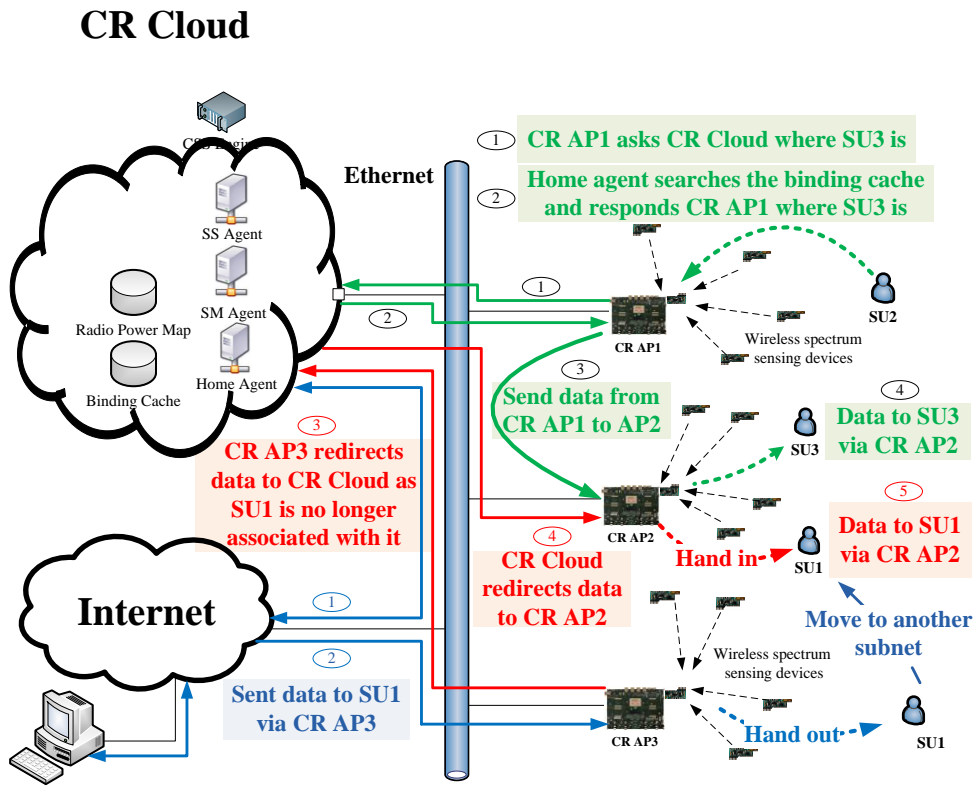 CR Cloud
CSS Engine
Ethernet
SS Agent
SM Agent
Home Agent
Radio Power Map
Binding Cache
1
CR AP1 asks CR Cloud where SU3 is
2
Home agent searches the binding cache
and responds CR AP1 where SU3 is
1
2
CR AP1
SU2
Wireless spectrum
sensing devices
3
Send data from
CR AP1 to AP2
4
Data to SU3
via CR AP2
SU3
3
CR AP3 redirects
data to CR Cloud as
SU1 is no longer
associated with it
CR AP2
4
CR Cloud
redirects data
to CR AP2
Hand in
SU1
5
Data to SU1
via CR AP2
Internet
1
2
Sent data to SU1
via CR AP3
Move to another
subnet
Wireless spectrum
sensing devices
CR AP3
Hand out
SU1